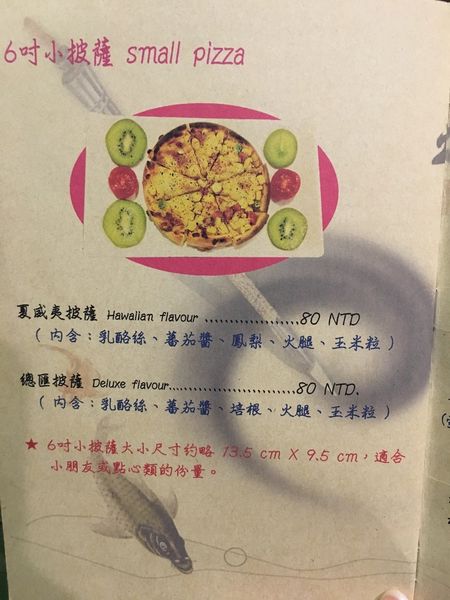 6吋小披薩 small pizza
夏威夷披薩 Hawaiian flavour ...................80 NTD
( 內含：乳酪絲、蕃茄醬、鳳梨、火腿、玉米粒 )
總匯披薩 Deluxe flavour.........................80 NTD.
( 內含：乳酪絲、蕃茄醬、培根、火腿、玉米粒 )
★ 6吋小披薩大小尺寸約略 13.5 cm X 9.5 cm，適合
小朋友或點心類的份量。